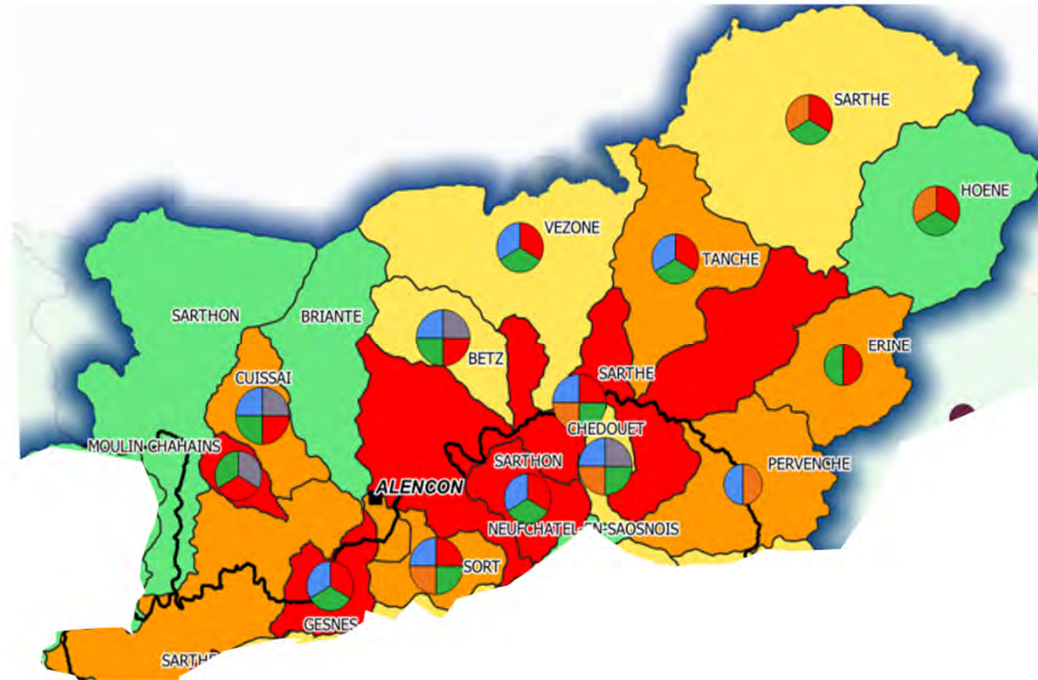 SARTHE
HOENE
VEZONE
TANCHE
SARTHON
BRIANTE
ERINE
BETZ
SARTHE
CUISSAI
CHEDOUET
MOULIN CHAHAINS
SARTHON
PERVENCHE
ALENCON
NEUFCHATEL-EN-SAOSNOIS
SORT
GESNES
SARTHE